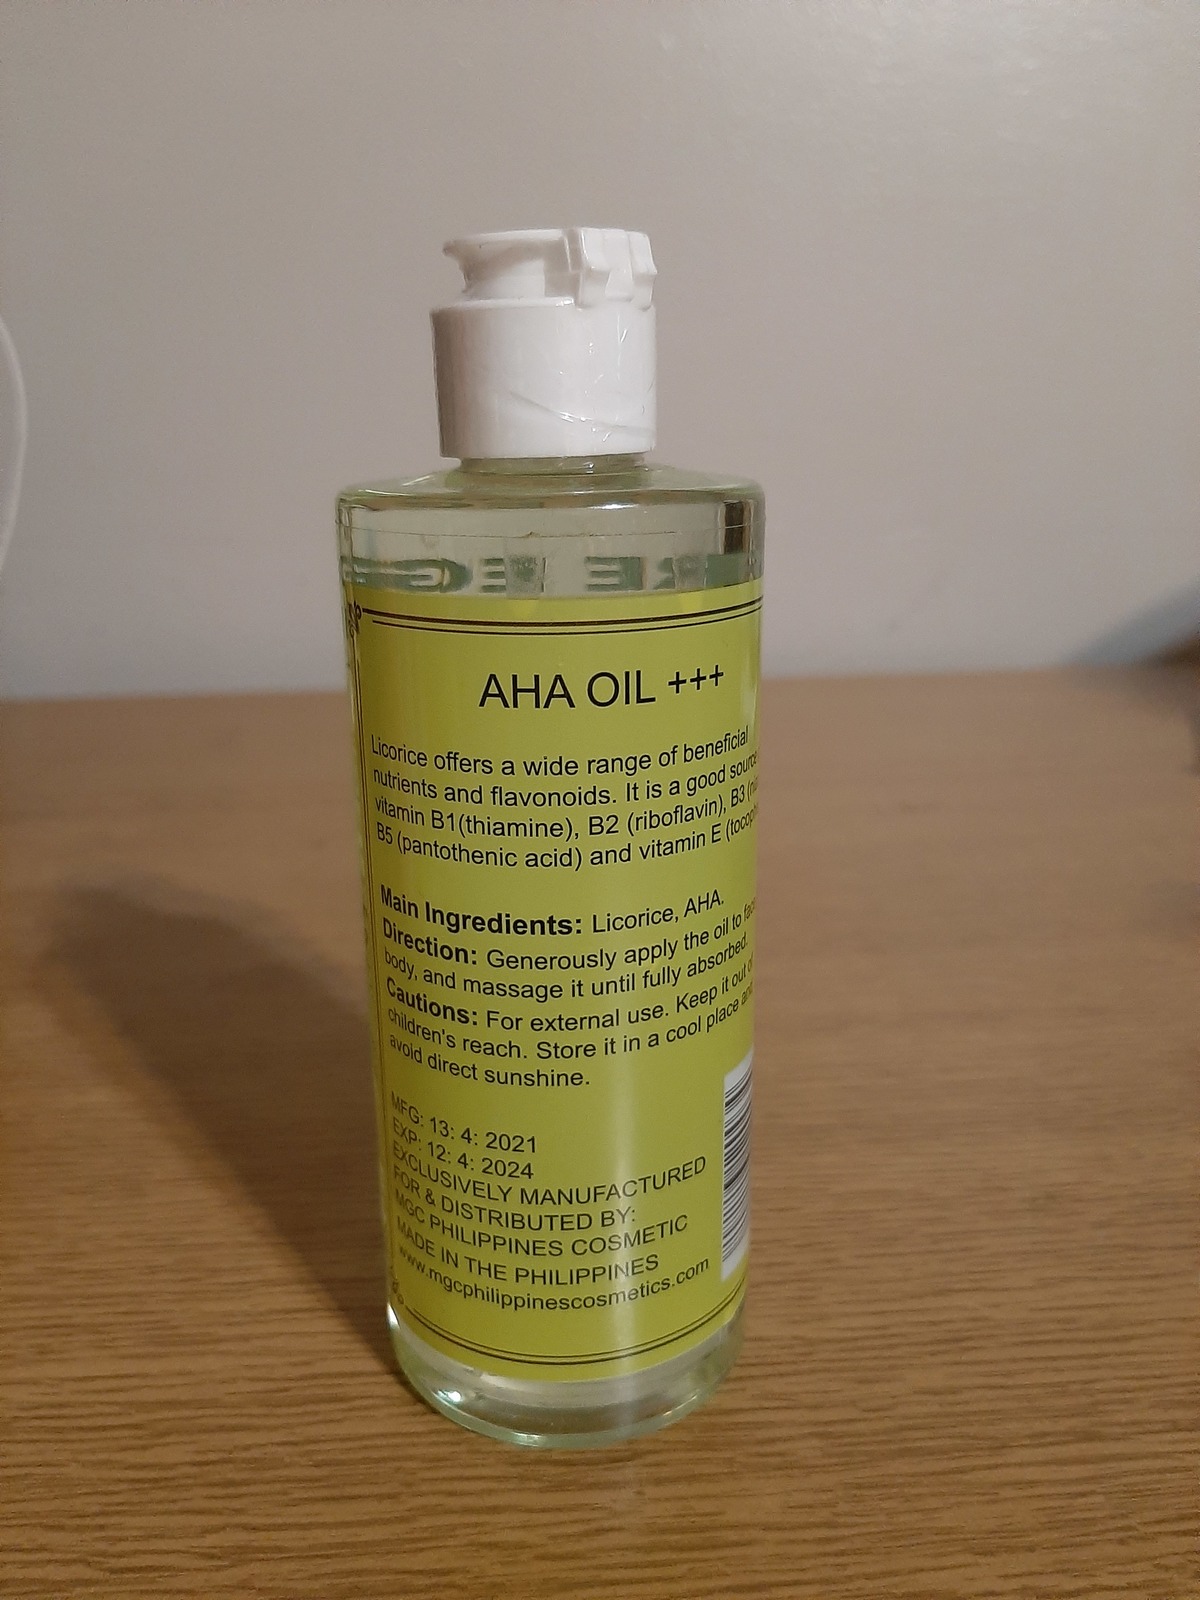 AHA OIL +++
Licorice offers a wide range of beneficial
nutrients and flavonoids. It is a good source
vitamin B1(thiamine), B2 (riboflavin), B3
B5 (pantothenic acid) and vitamin E
Main Ingredients: Licorice, AHA.
Direction: Generously apply the oil to
body, and massage it until fully absorbed.
Cautions: For external use. Keep it out
children's reach. Store it in a cool place and
avoid direct sunshine.
MFG: 13: 4: 2021
EXP: 12: 4: 2024
EXCLUSIVELY MANUFACTURED
FOR & DISTRIBUTED BY:
MGC PHILIPPINES COSMETIC
MADE IN THE PHILIPPINES
www.mgcphilippinescosmetics.com